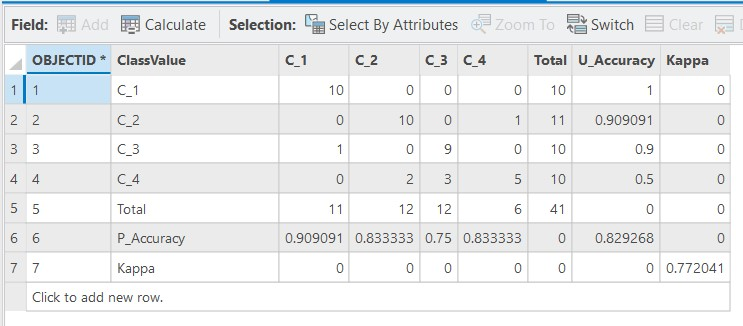 Field: Add Calculate Selection: Select By Attributes Zoom To Switch Clear
OBJECTID * ClassValue C_1 C_2 C_3 C_4 Total U_Accuracy Kappa
1 1 C_1 10 0 0 0 10 1 0
2 2 C_2 0 10 0 1 11 0.909091 0
3 3 C_3 1 0 9 0 10 0.9 0
4 4 C_4 0 2 3 5 10 0.5 0
5 5 Total 11 12 12 6 41 0 0
6 6 P_Accuracy 0.909091 0.833333 0.75 0.833333 0 0.829268 0
7 7 Kappa 0 0 0 0 0 0 0.772041
Click to add new row.